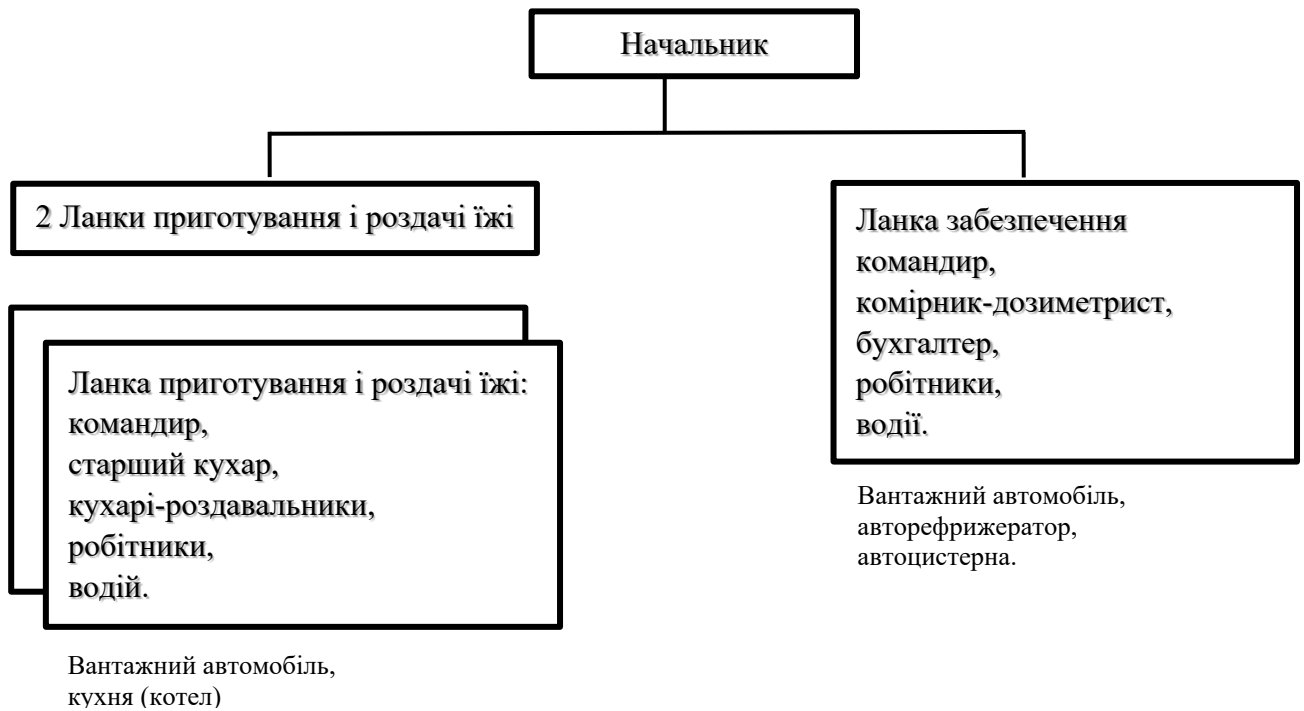 Начальник
2 Ланки приготування і роздачі їжі
Ланка приготування і роздачі їжі:
командир,
старший кухар,
кухарі-роздавальники,
робітники,
водій.
Вантажний автомобіль,
кухня (котел)
Ланка забезпечення
командир,
комірник-дозиметрист,
бухгалтер,
робітники,
водії.
Вантажний автомобіль,
авторефрижератор,
автоцистерна.